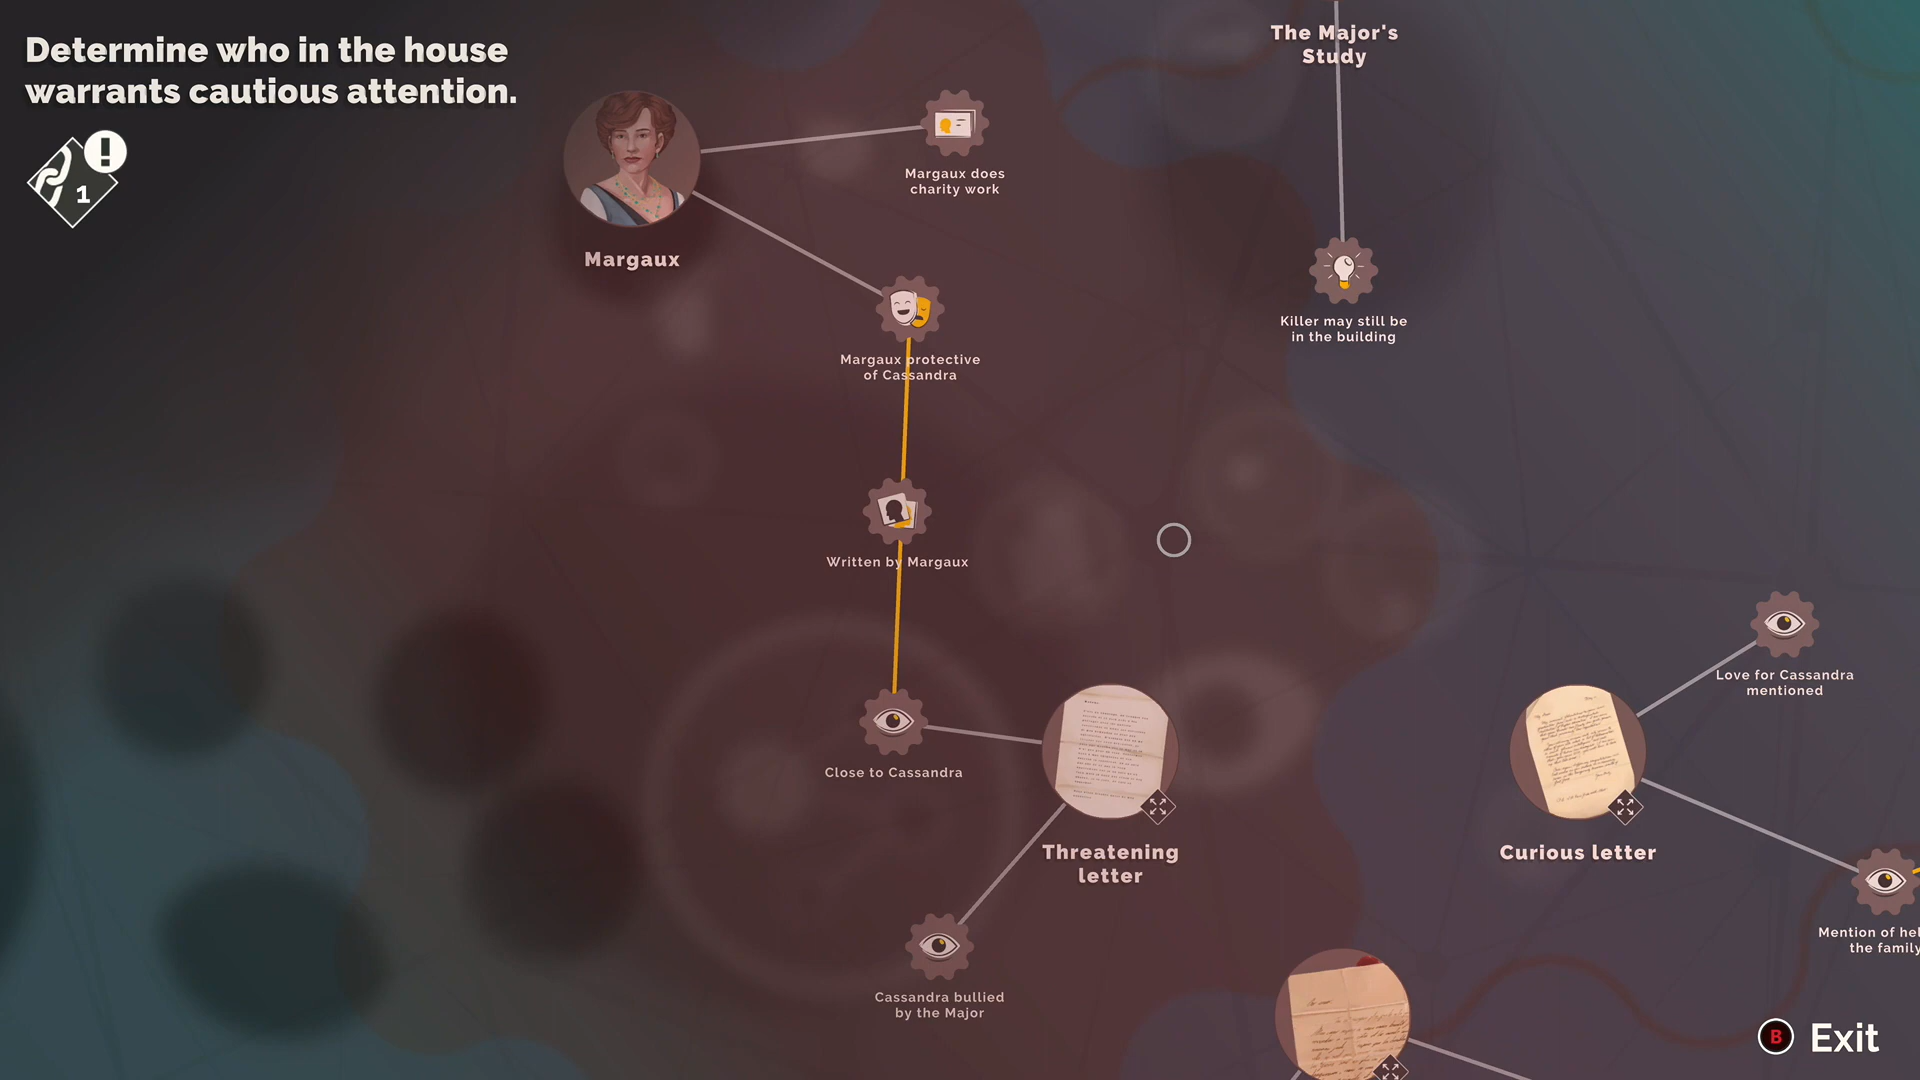 Determine who in the house
warrants cautious attention.
1
Margaux
Margaux does
charity work
The Major's
Study
Killer may still be
in the building
Margaux protective
of Cassandra
Written by Margaux
Close to Cassandra
Threatening
letter
Cassandra bullied
by the Major
Love for Cassandra
mentioned
Curious letter
Mention of hel
the family
B Exit